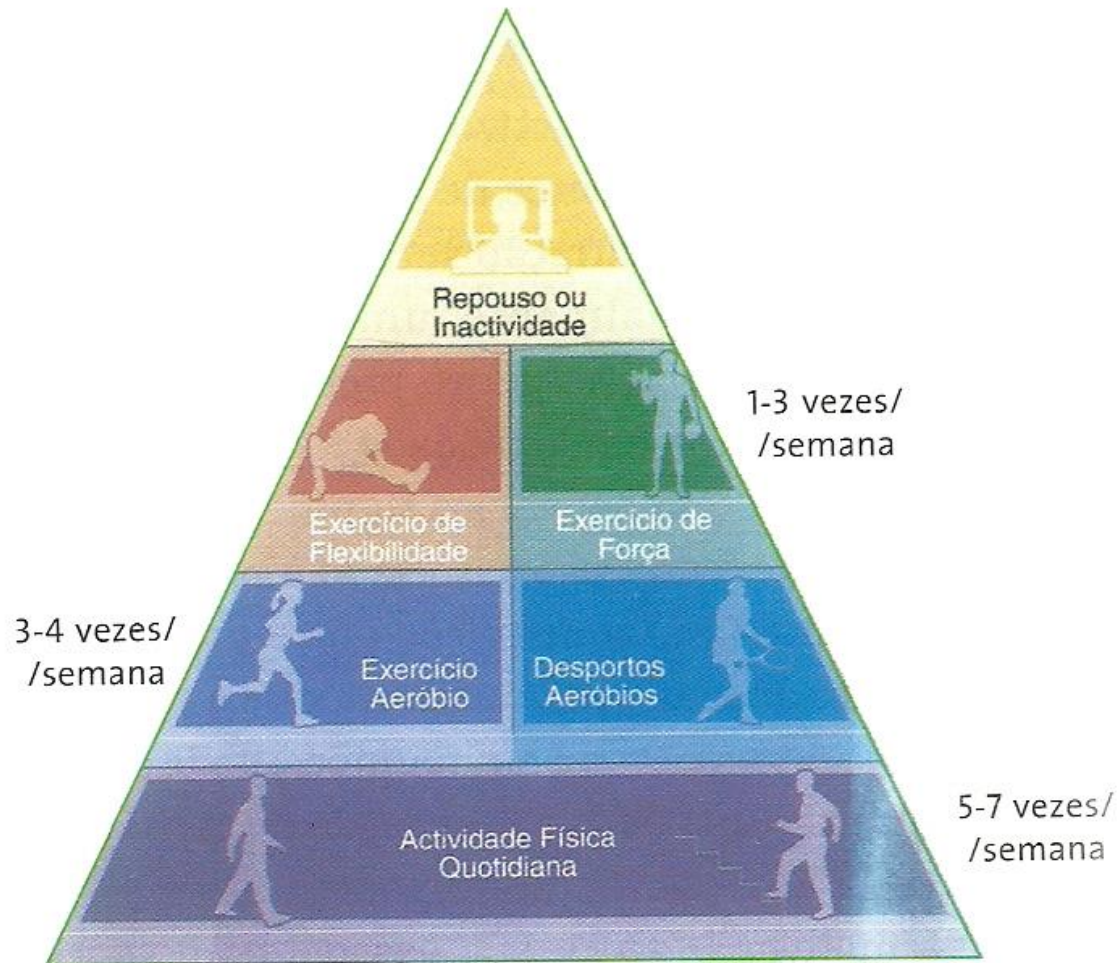 Repouso ou
Inactividade
1-3 vezes/
/semana
Exercício de
Flexibilidade
Exercício de
Força
3-4 vezes/
/semana
Exercício
Aeróbio
Desportos
Aeróbios
5-7 vezes/
/semana
Actividade Física
Quotidiana